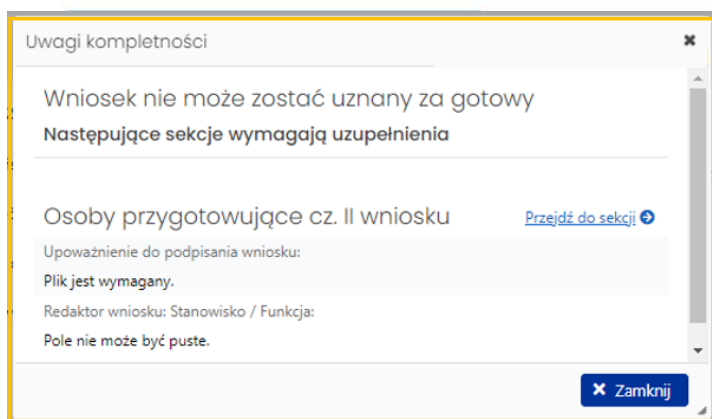 Uwagi kompletności
Wniosek nie może zostać uznany za gotowy
Następujące sekcje wymagają uzupełnienia
Osoby przygotowujące cz. II wniosku
Przejdź do sekcji
Upoważnienie do podpisania wniosku:
Plik jest wymagany.
Redaktor wniosku: Stanowisko / Funkcja:
Pole nie może być puste.
Zamknij